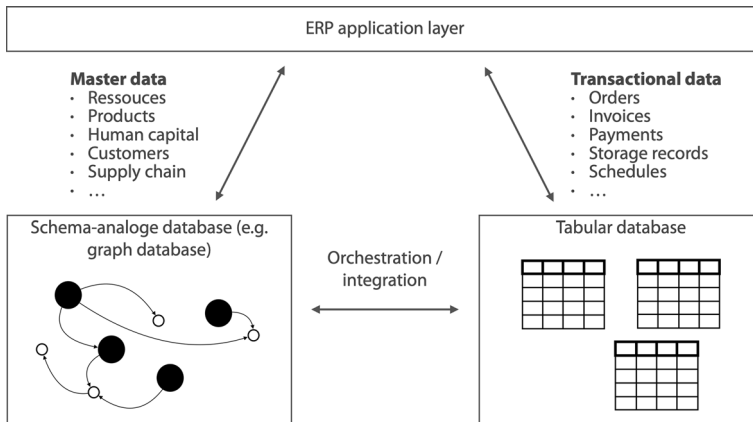 ERP application layer
Master data
• Ressouces
• Products
• Human capital
• Customers
• Supply chain
• …
Transactional data
• Orders
• Invoices
• Payments
• Storage records
• Schedules
• …
Schema-analoge database (e.g.
graph database)
Orchestration /
integration
Tabular database